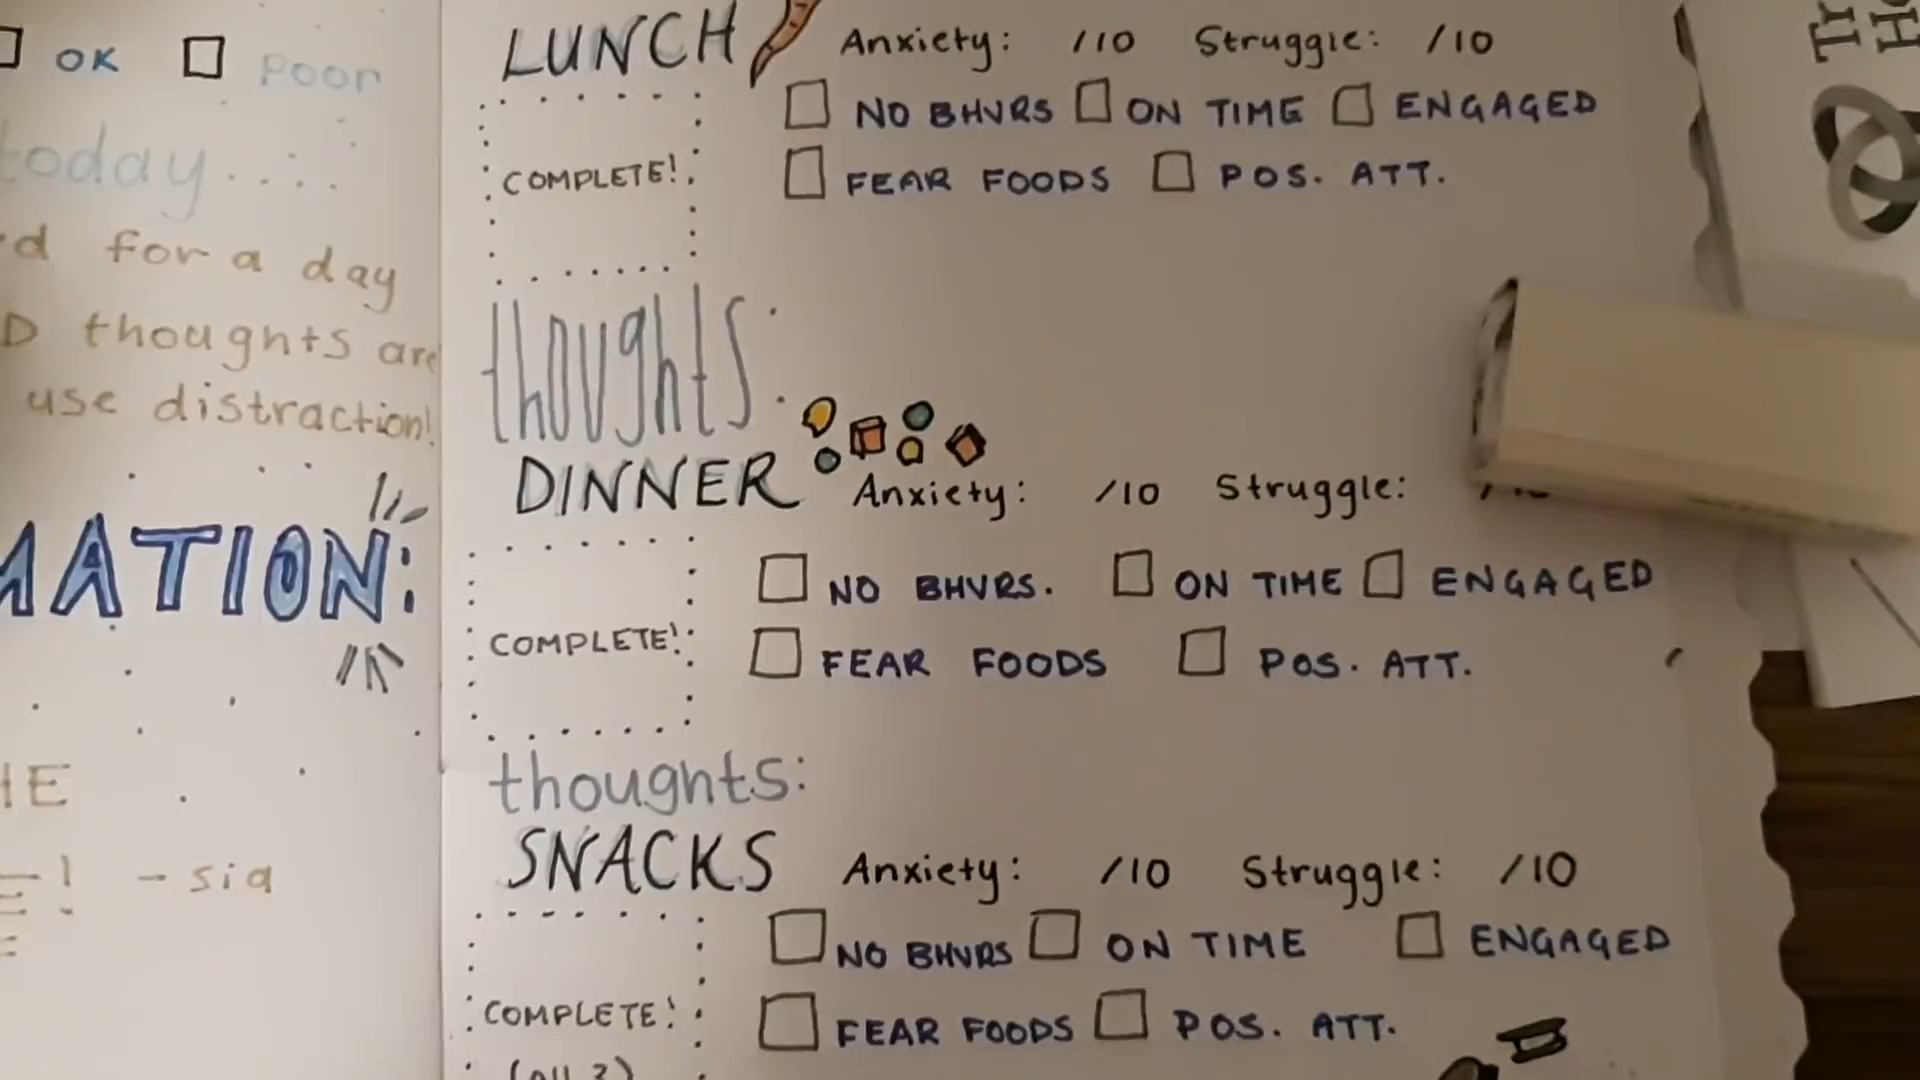 OK Poor
today....
for a day
thoughts are
use distraction!
MATION:
- sia
LUNCH Anxiety: /10 Struggle: /10
NO BHVRS ON TIME ENGAGED
COMPLETE! FEAR FOODS POS. ATT.
thoughts:
DINNER Anxiety: /10 Struggle:
NO BHVRS. ON TIME ENGAGED
COMPLETE! FEAR FOODS POS. ATT.
thoughts:
SNACKS Anxiety: /10 Struggle: /10
NO BHVRS ON TIME ENGAGED
COMPLETE! FEAR FOODS POS. ATT.